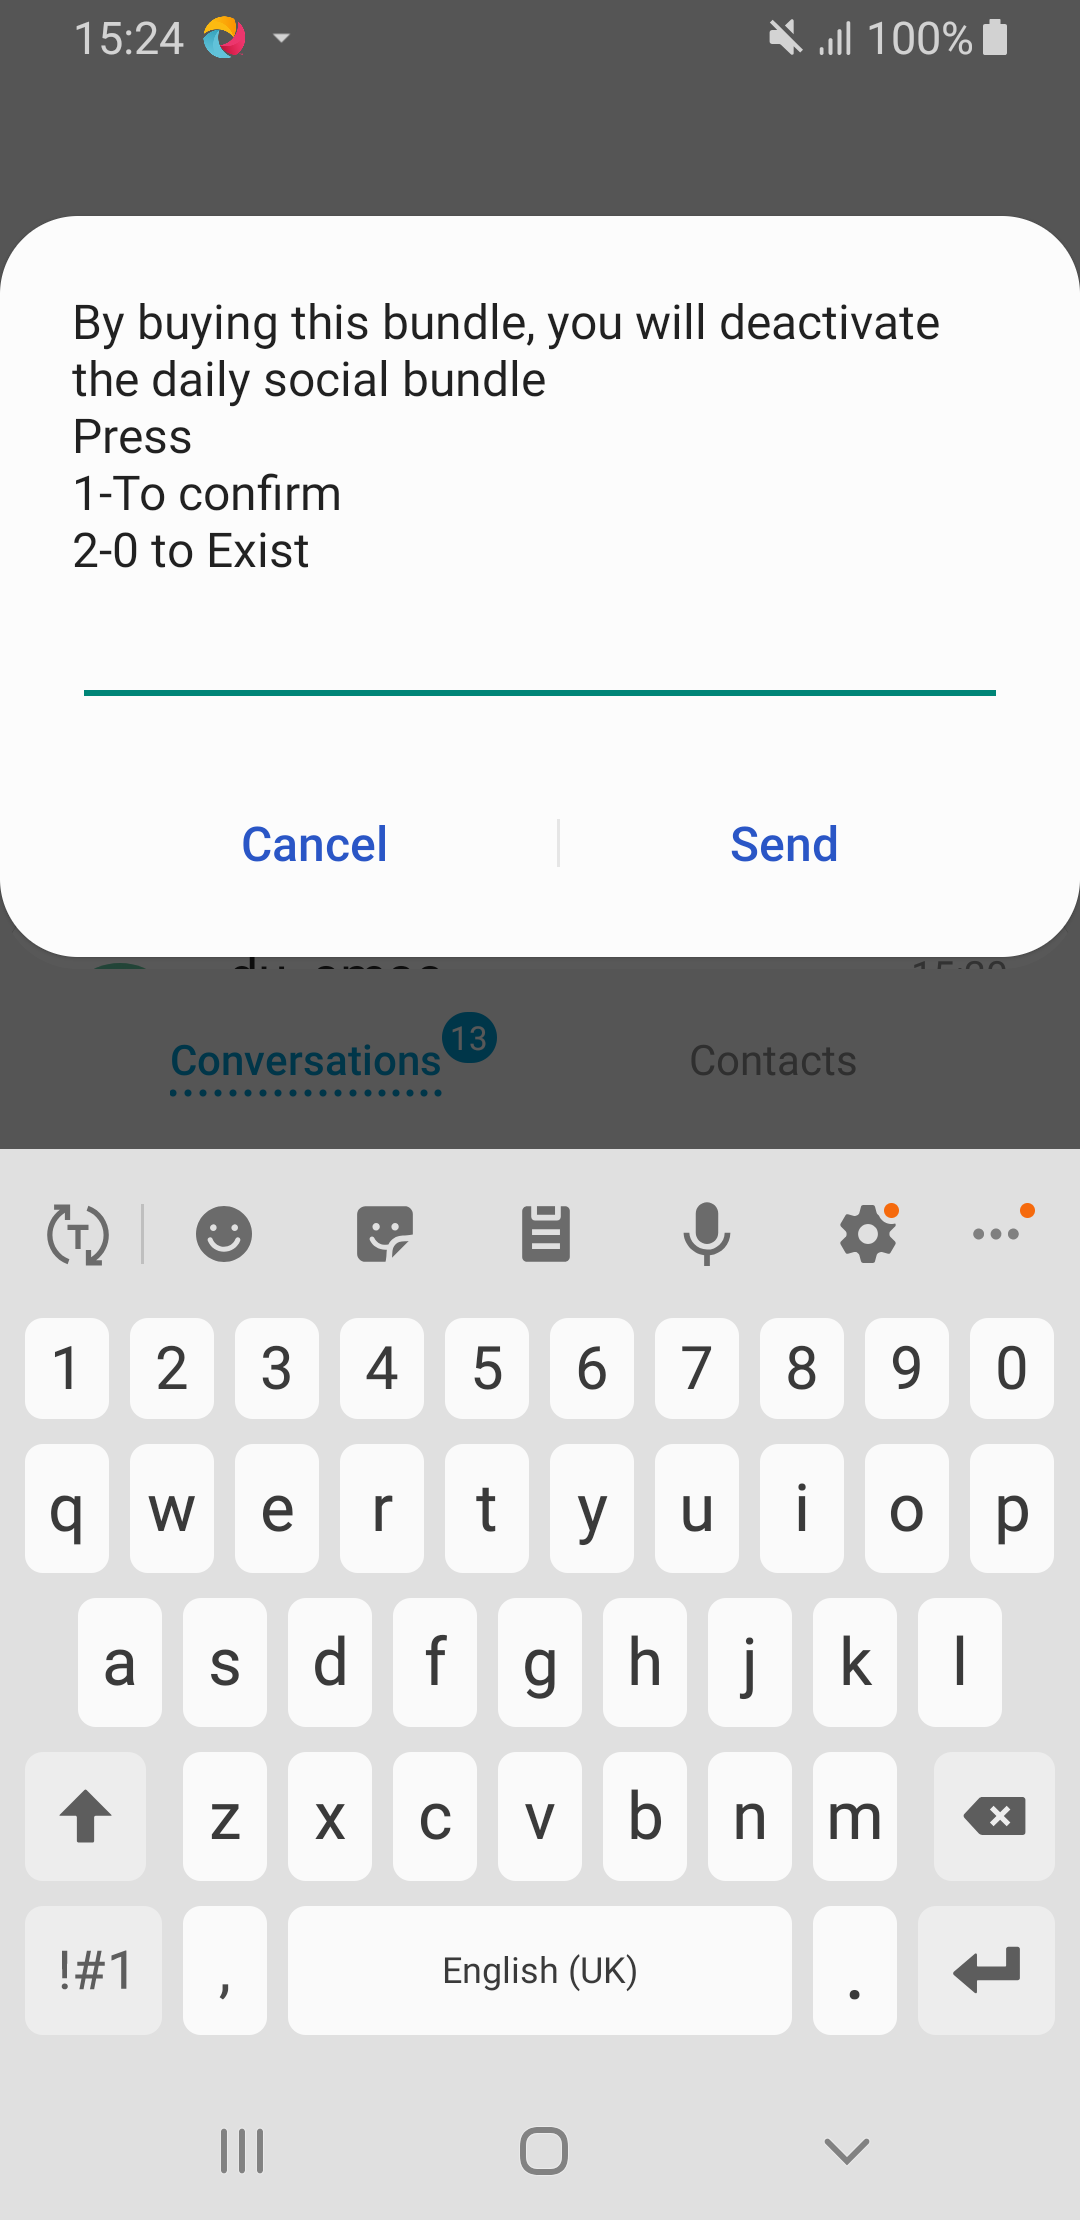 15:24
100%
By buying this bundle, you will deactivate
the daily social bundle
Press
1-To confirm
2-0 to Exist
Cancel
Send
Conversations
13
Contacts
T
1 2 3 4 5 6 7 8 9 0
q w e r t y u i o p
a s d f g h j k l
z x c v b n m
!#1 , English (UK) .